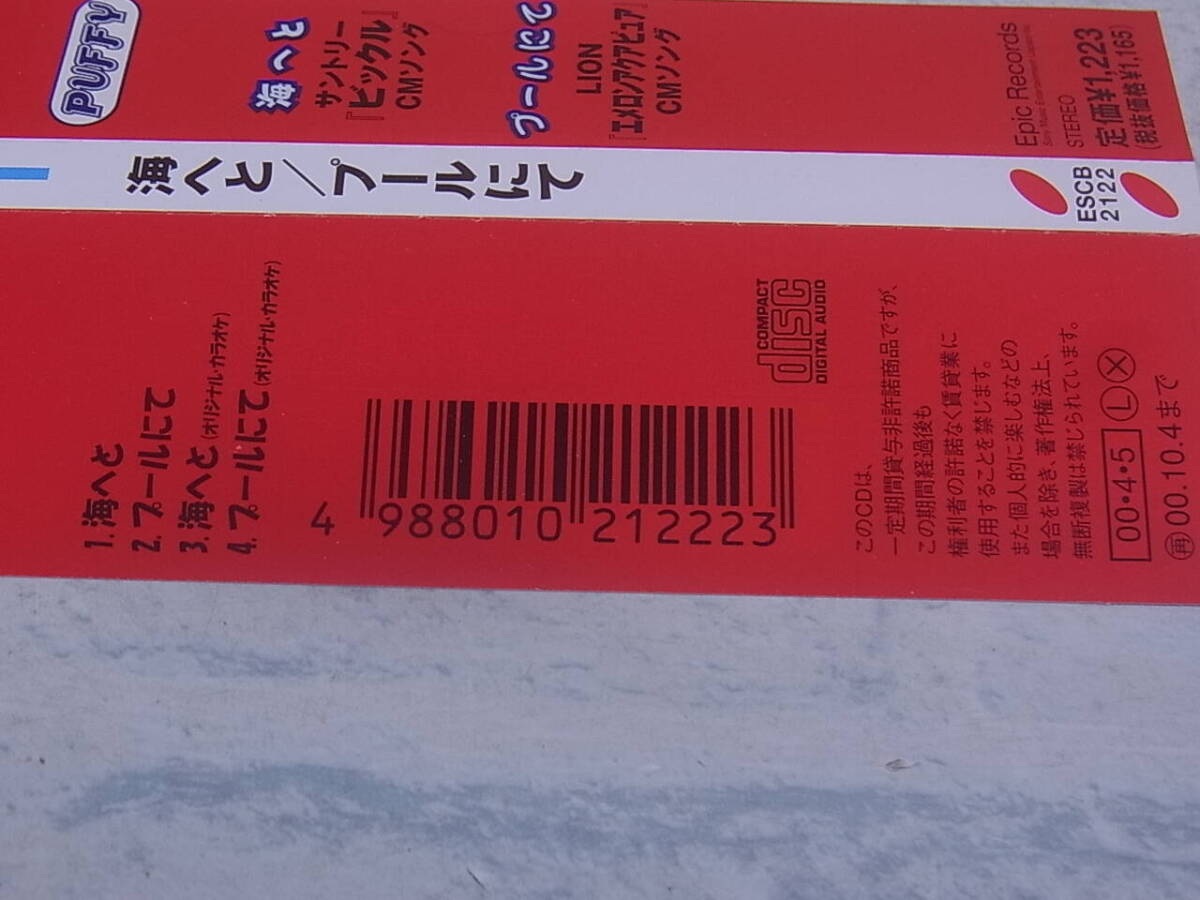 PUFFY
海へと
サントリー
『ビックル』
CMソング
プールにて
LION
『エメロンアクアピュア』
CMソング
Epic Records
Sony Music Entertainment (Japan) Inc.
STEREO
定価¥1,223
(税抜価格¥1,165)
海へと／プールにて
ESCB
2122
1. 海へと
2. プールにて
3. 海へと(オリジナル・カラオケ)
4. プールにて(オリジナル・カラオケ)
4 988010 212223
COMPACT
disc
DIGITAL AUDIO
このCDは、
一定期間貸与非許諾商品ですが、
この期間経過後も
権利者の許諾なく賃貸業に
使用することを禁じます。
また個人的に楽しむなどの
場合を除き、著作権法上、
無断複製は禁じられています。
00・4・5 Ⓛ Ⓧ
㊢00.10.4まで